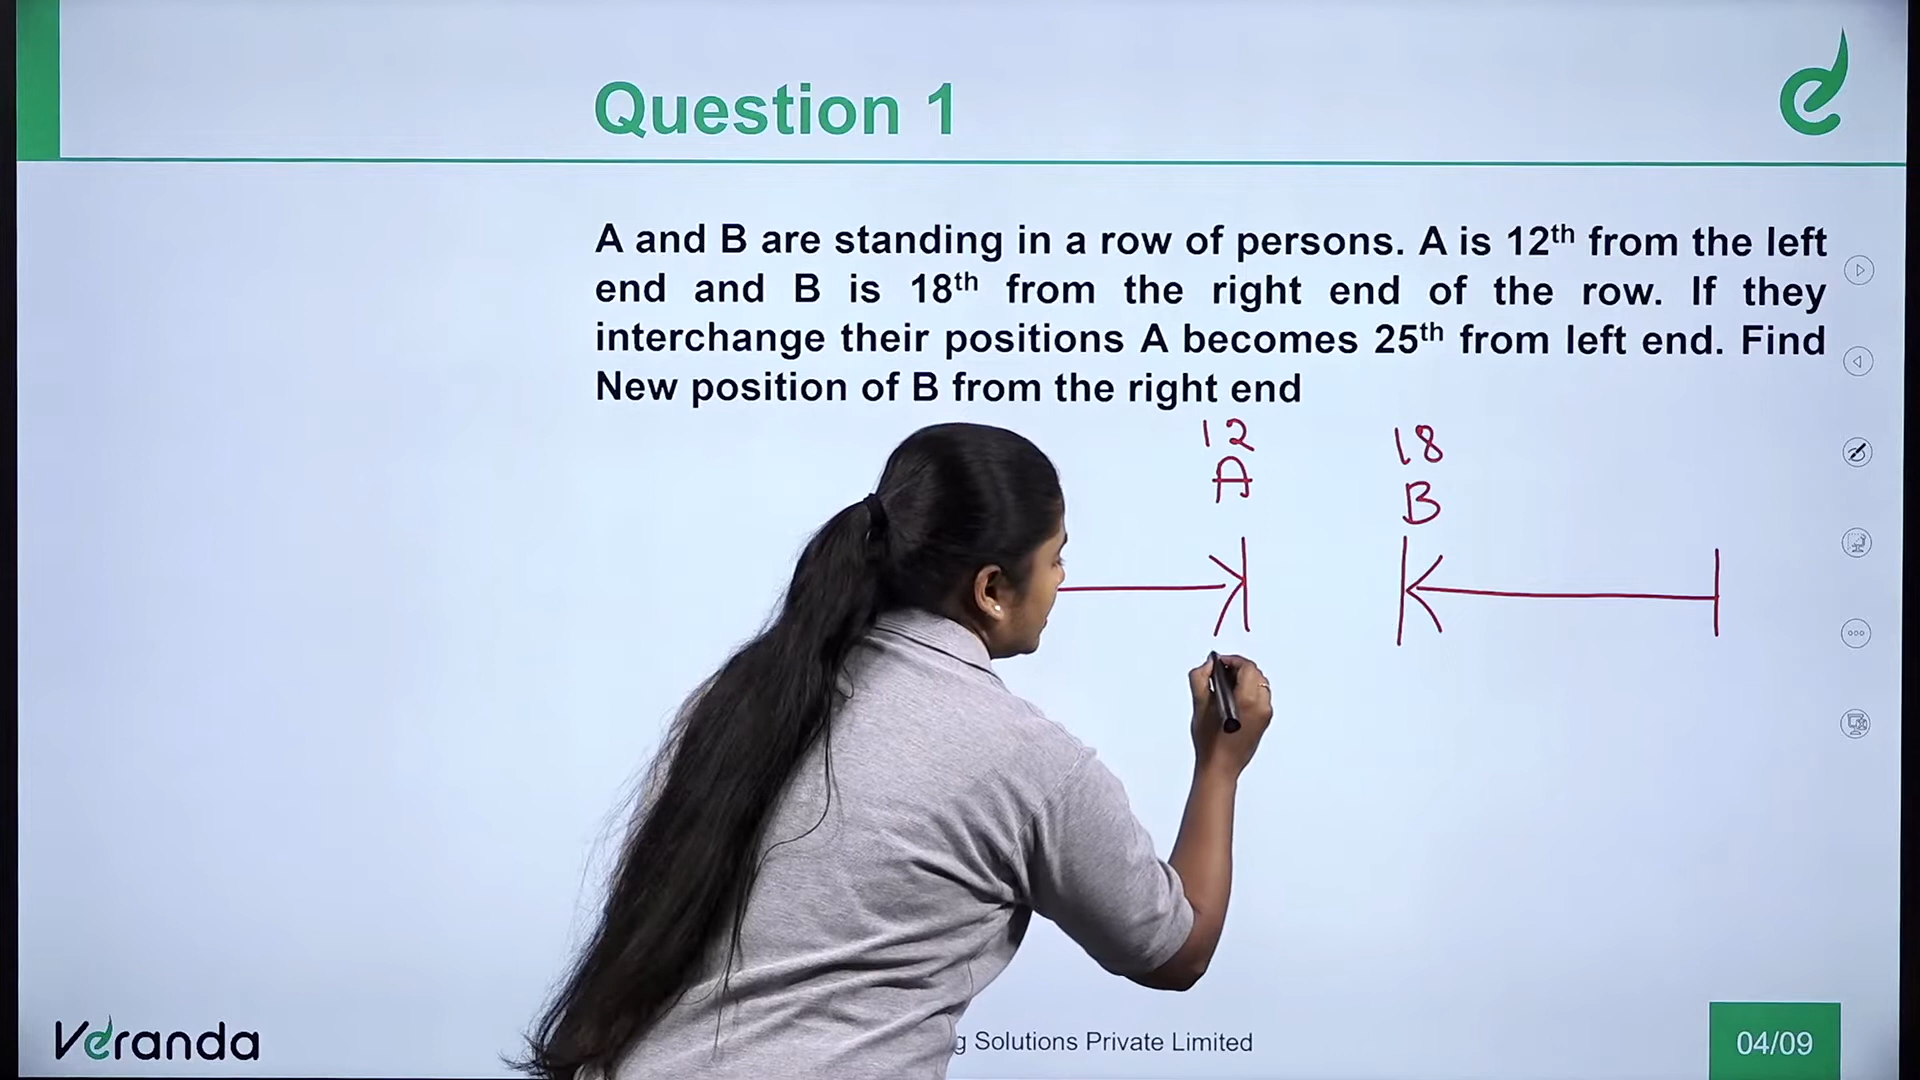 Question 1
A and B are standing in a row of persons. A is 12th from the left
end and B is 18th from the right end of the row. If they
interchange their positions A becomes 25th from left end. Find
New position of B from the right end
12
A
18
B
Veranda
Solutions Private Limited
04/09